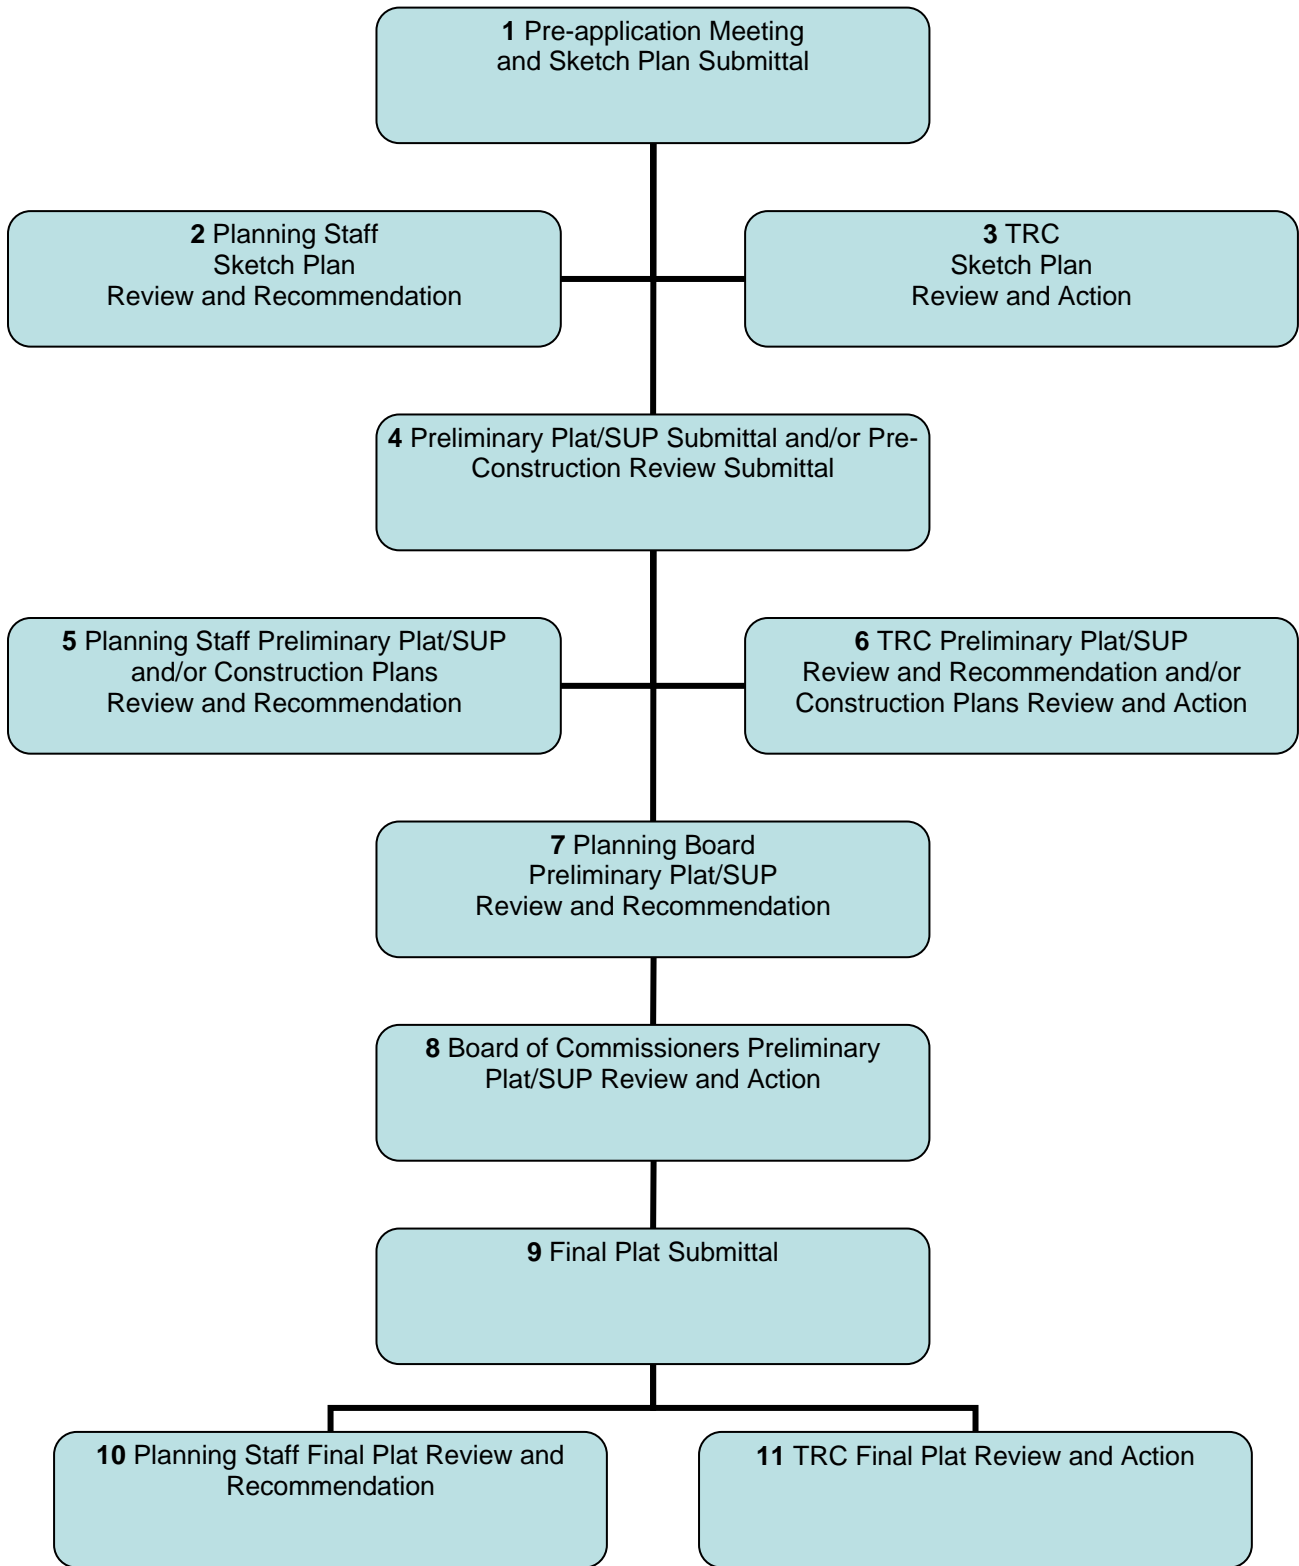 1 Pre-application Meeting
and Sketch Plan Submittal
2 Planning Staff
Sketch Plan
Review and Recommendation
3 TRC
Sketch Plan
Review and Action
4 Preliminary Plat/SUP Submittal and/or Pre-
Construction Review Submittal
5 Planning Staff Preliminary Plat/SUP
and/or Construction Plans
Review and Recommendation
6 TRC Preliminary Plat/SUP
Review and Recommendation and/or
Construction Plans Review and Action
7 Planning Board
Preliminary Plat/SUP
Review and Recommendation
8 Board of Commissioners Preliminary
Plat/SUP Review and Action
9 Final Plat Submittal
10 Planning Staff Final Plat Review and
Recommendation
11 TRC Final Plat Review and Action